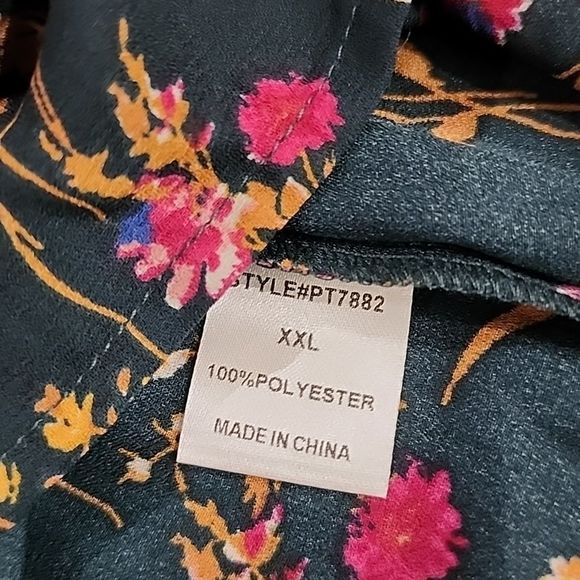 STYLE#PT7882
XXL
100%POLYESTER
MADE IN CHINA